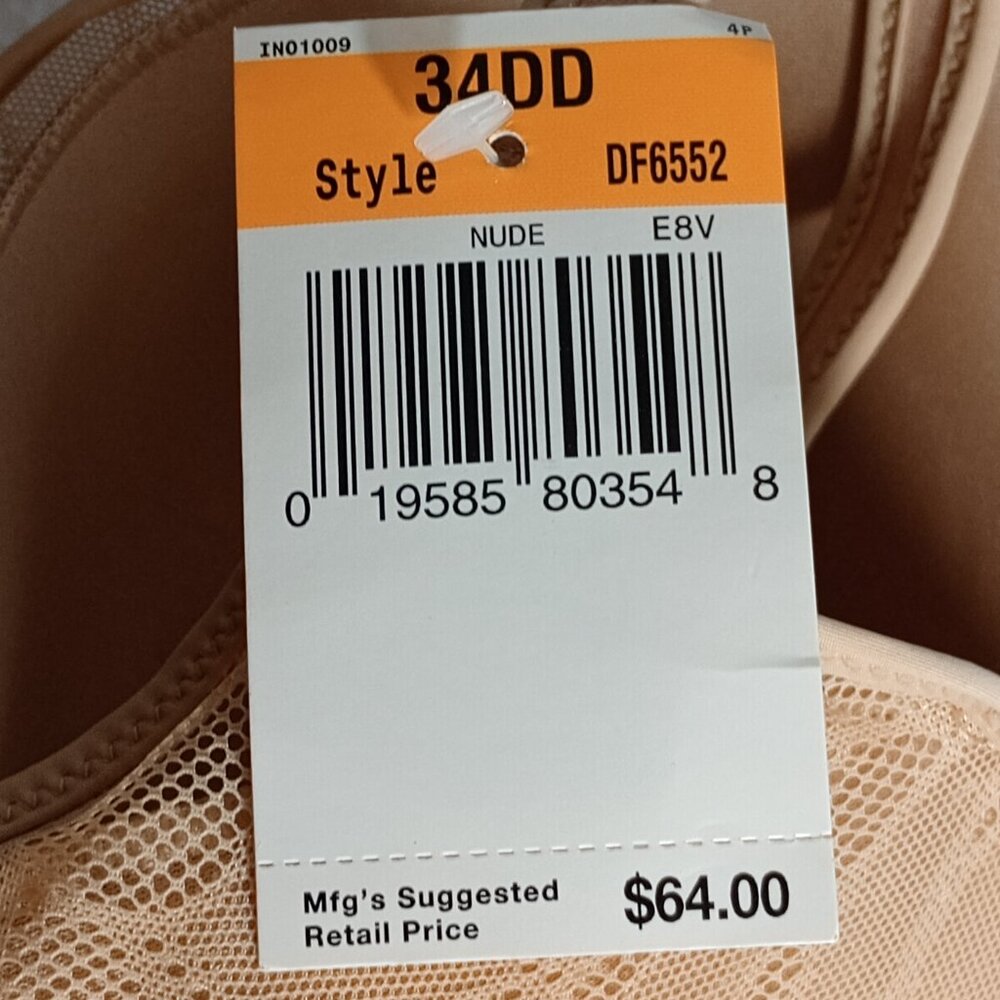 IN01009 4P
34DD
Style DF6552
NUDE E8V
0 19585 80354 8
Mfg's Suggested
Retail Price $64.00